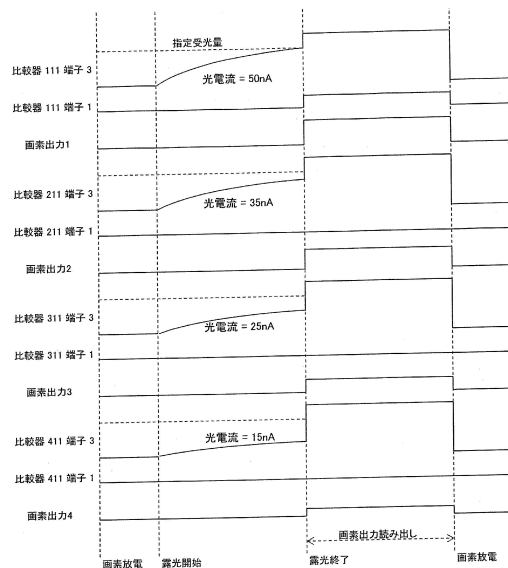 指定受光量
比較器 111 端子 3
光電流 = 50nA
比較器 111 端子 1
画素出力1
比較器 211 端子 3
光電流 = 35nA
比較器 211 端子 1
画素出力2
比較器 311 端子 3
光電流 = 25nA
比較器 311 端子 1
画素出力3
光電流 = 15nA
比較器 411 端子 3
比較器 411 端子 1
画素出力4
画素出力読み出し
画素放電
露光開始
露光終了
画素放電